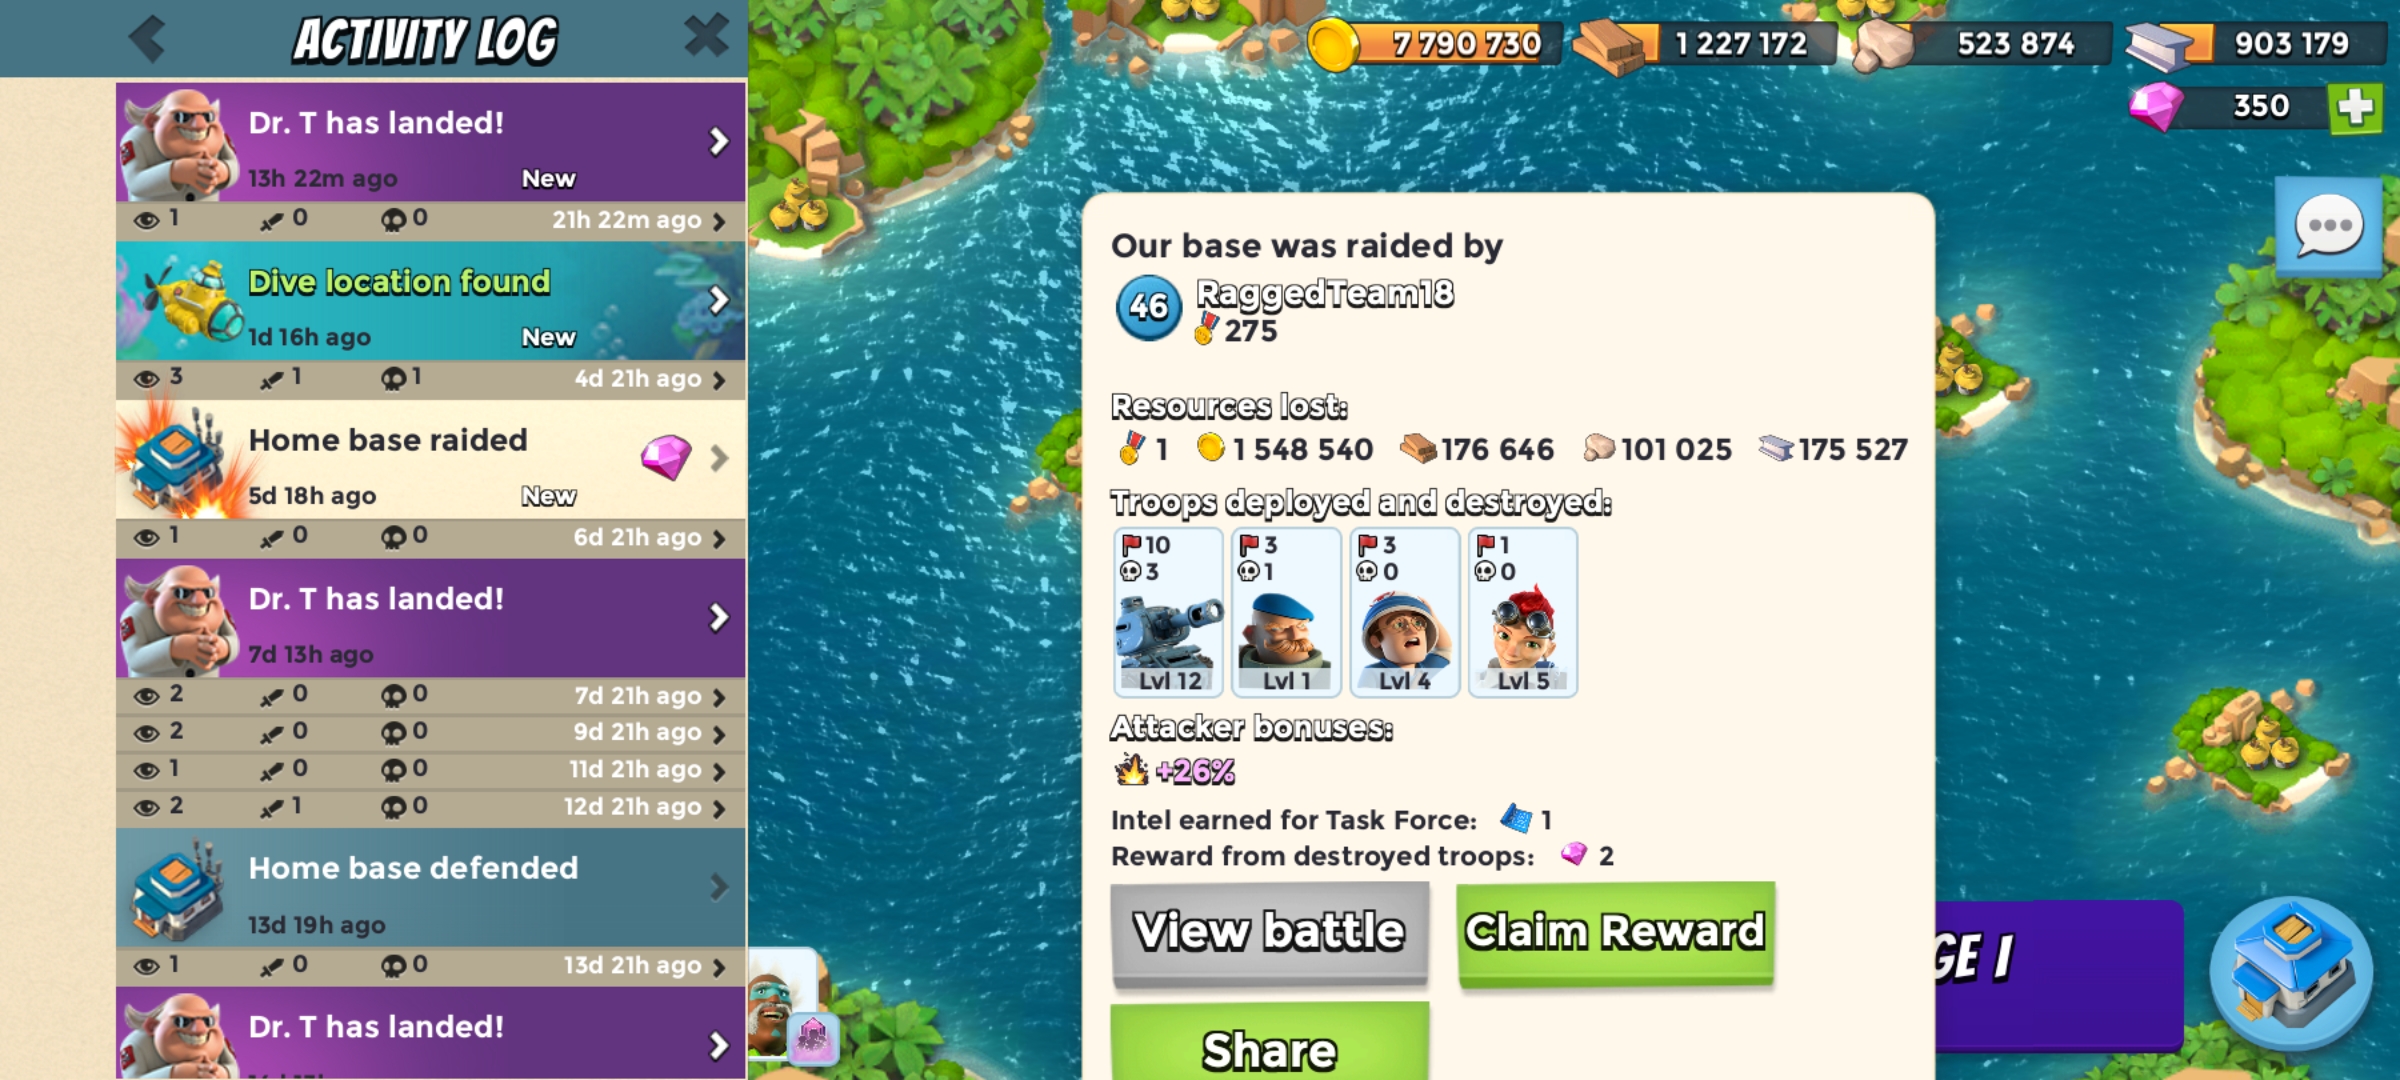 ACTIVITY LOG
Dr. T has landed!
13h 22m ago New
1 0 0 21h 22m ago
Dive location found
1d 16h ago New
3 1 1 4d 21h ago
Home base raided
5d 18h ago New
1 0 0 6d 21h ago
Dr. T has landed!
7d 13h ago
2 0 0 7d 21h ago
2 0 0 9d 21h ago
1 0 0 11d 21h ago
2 1 0 12d 21h ago
Home base defended
13d 19h ago
1 0 0 13d 21h ago
Dr. T has landed!
7 790 730 1 227 172 523 874 903 179
350
Our base was raided by
46 RaggedTeam18
275
Resources lost:
1 1 548 540 176 646 101 025 175 527
Troops deployed and destroyed:
10 3 3 1
3 1 0 0
Lvl 12 Lvl 1 Lvl 4 Lvl 5
Attacker bonuses:
+26%
Intel earned for Task Force: 1
Reward from destroyed troops: 2
View battle Claim Reward
Share
GE I